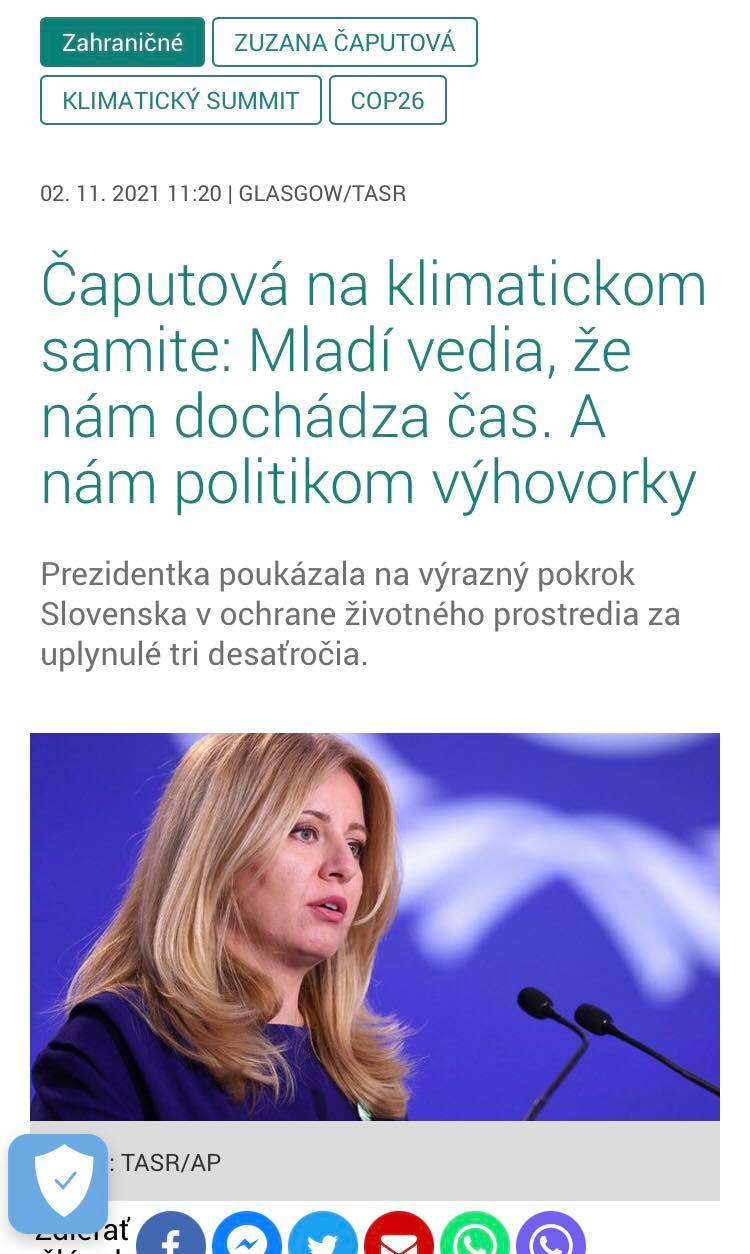 Zahraničné
ZUZANA ČAPUTOVÁ
KLIMATICKÝ SUMMIT
COP26
02. 11. 2021 11:20 | GLASGOW/TASR
Čaputová na klimatickom
samite: Mladí vedia, že
nám dochádza čas. A
nám politikom výhovorky
Prezidentka poukázala na výrazný pokrok
Slovenska v ochrane životného prostredia za
uplynulé tri desaťročia.
: TASR/AP